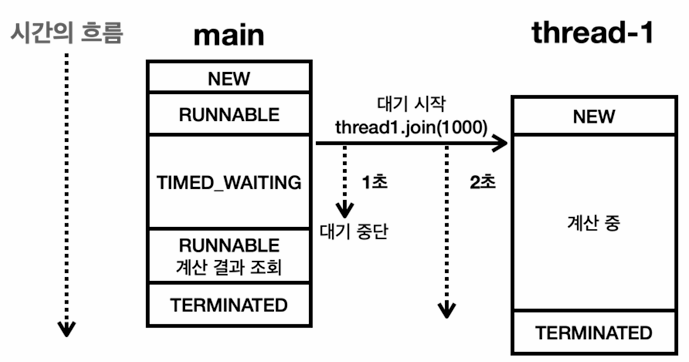 시간의 흐름
main
thread-1
NEW
RUNNABLE
TIMED_WAITING
RUNNABLE
계산 결과 조회
TERMINATED
대기 시작
thread1.join(1000)
1초
대기 중단
2초
NEW
계산 중
TERMINATED